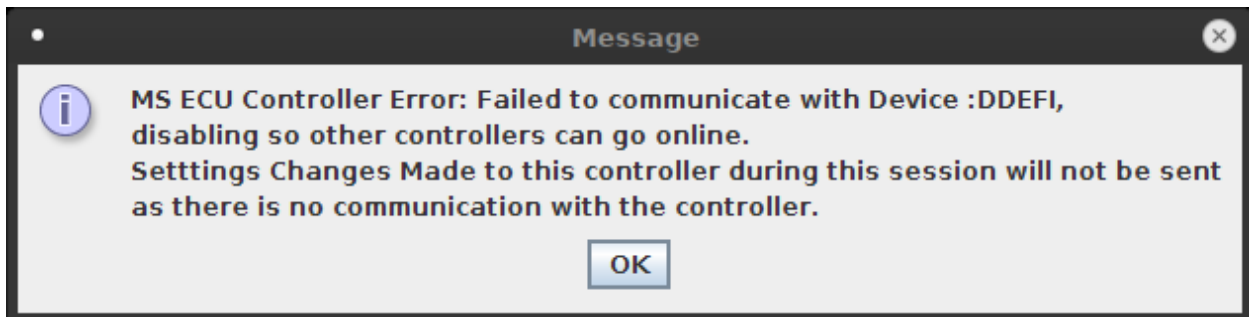 Message
MS ECU Controller Error: Failed to communicate with Device :DDEFI,
disabling so other controllers can go online.
Setttings Changes Made to this controller during this session will not be sent
as there is no communication with the controller.
OK